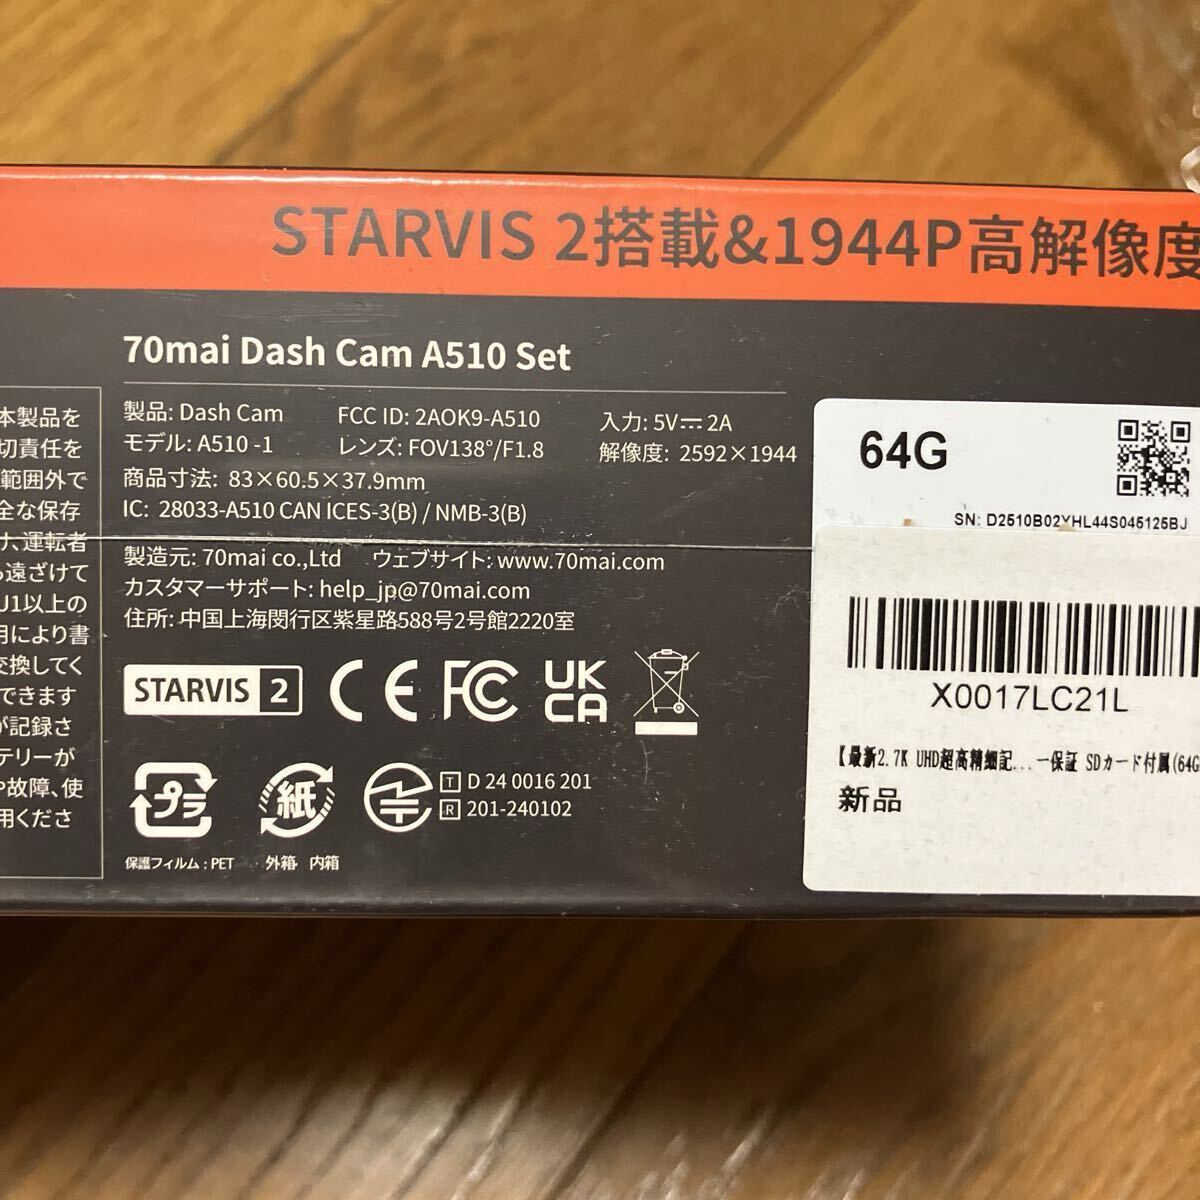 STARVIS 2搭載&1944P高解像度
70mai Dash Cam A510 Set
製品: Dash Cam FCC ID: 2AOK9-A510 入力: 5V⎓2A
モデル: A510 -1 レンズ: FOV138°/F1.8 解像度: 2592×1944
商品寸法: 83×60.5×37.9mm
IC: 28033-A510 CAN ICES-3(B) / NMB-3(B)
製造元: 70mai co.,Ltd ウェブサイト: www.70mai.com
カスタマーサポート: help_jp@70mai.com
住所: 中国上海閔行区紫星路588号2号館2220室
STARVIS 2 CE FC UK CA
プラ 紙 T D 24 0016 201
R 201-240102
保護フィルム : PET 外箱 内箱
本製品を
切責任を
範囲外で
全な保存
け、運転者
ら遠ざけて
U1以上の
用により書
交換してく
できます
が記録さ
テリーが
や故障、使
用くださ
64G
SN: D2510B02YHL44S045125BJ
X0017LC21L
【最新2.7K UHD超高精細記...一保証 SDカード付属(64G
新品